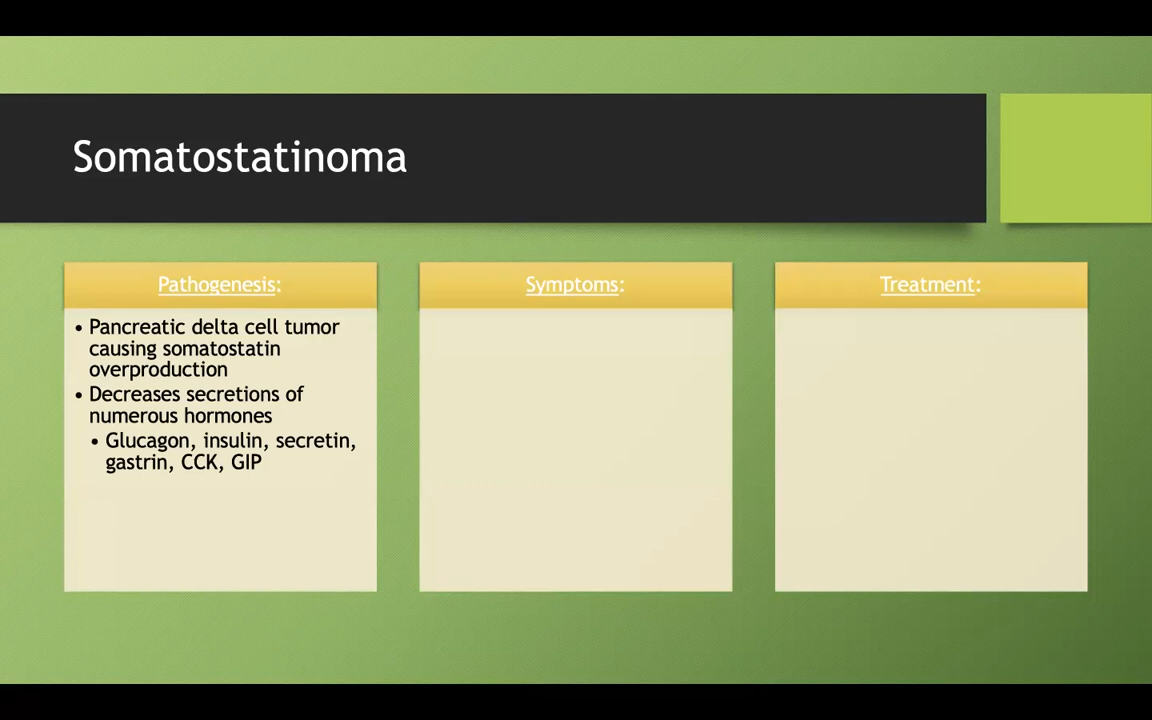 Somatostatinoma
Pathogenesis:
• Pancreatic delta cell tumor
causing somatostatin
overproduction
• Decreases secretions of
numerous hormones
• Glucagon, insulin, secretin,
gastrin, CCK, GIP
Symptoms:
Treatment: